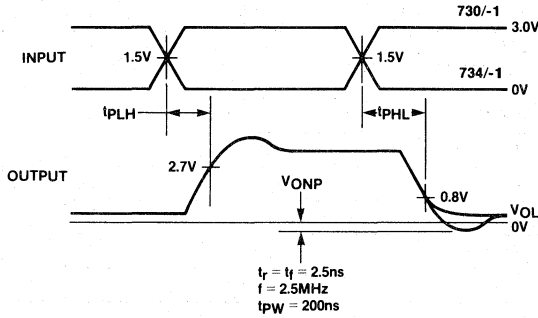 730/-1
3.0V
INPUT
1.5V
1.5V
734/-1
0V
tPLH
tPHL
2.7V
OUTPUT
VONP
0.8V
VOL
0V
tr = tf = 2.5ns
f = 2.5MHz
tPW = 200ns